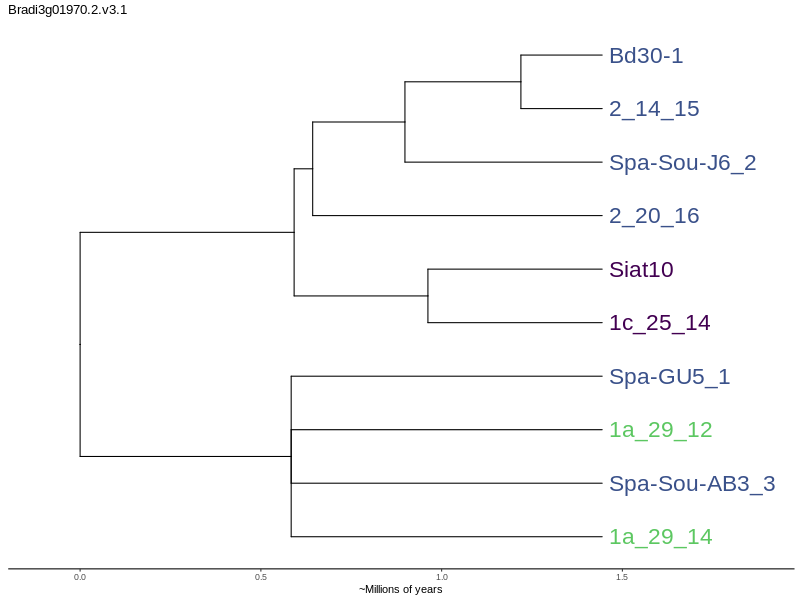 Bradi3g01970.2.v3.1
Bd30-1
2_14_15
Spa-Sou-J6_2
2_20_16
Siat10
1c_25_14
Spa-GU5_1
1a_29_12
Spa-Sou-AB3_3
1a_29_14
0.0 0.5 1.0 1.5
~Millions of years